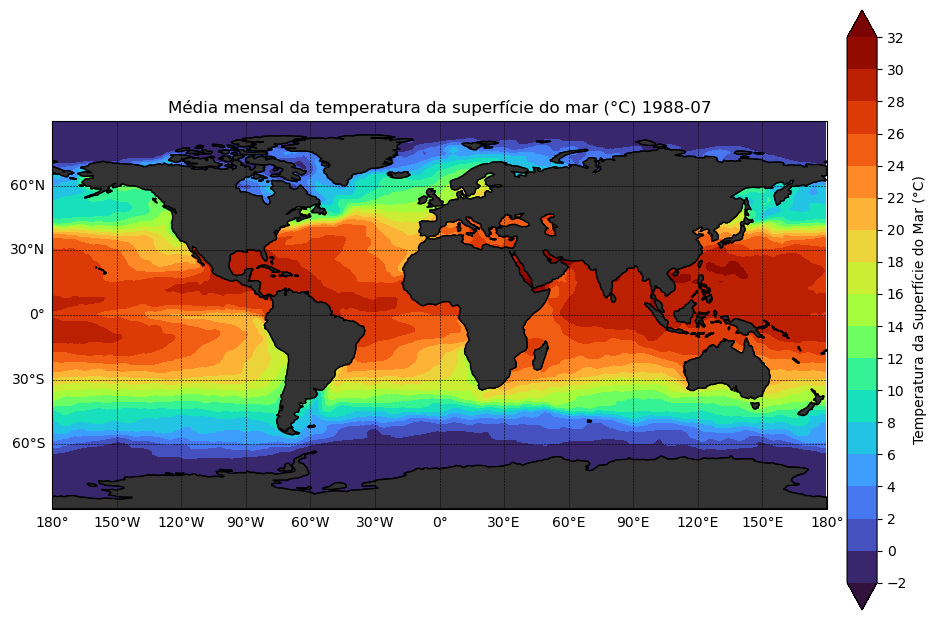 Média mensal da temperatura da superfície do mar (°C) 1988-07
60°N
30°N
0°
30°S
60°S
180° 150°W 120°W 90°W 60°W 30°W 0° 30°E 60°E 90°E 120°E 150°E 180°
32
30
28
26
24
22
20
18
16
14
12
10
8
6
4
2
0
−2
Temperatura da Superfície do Mar (°C)